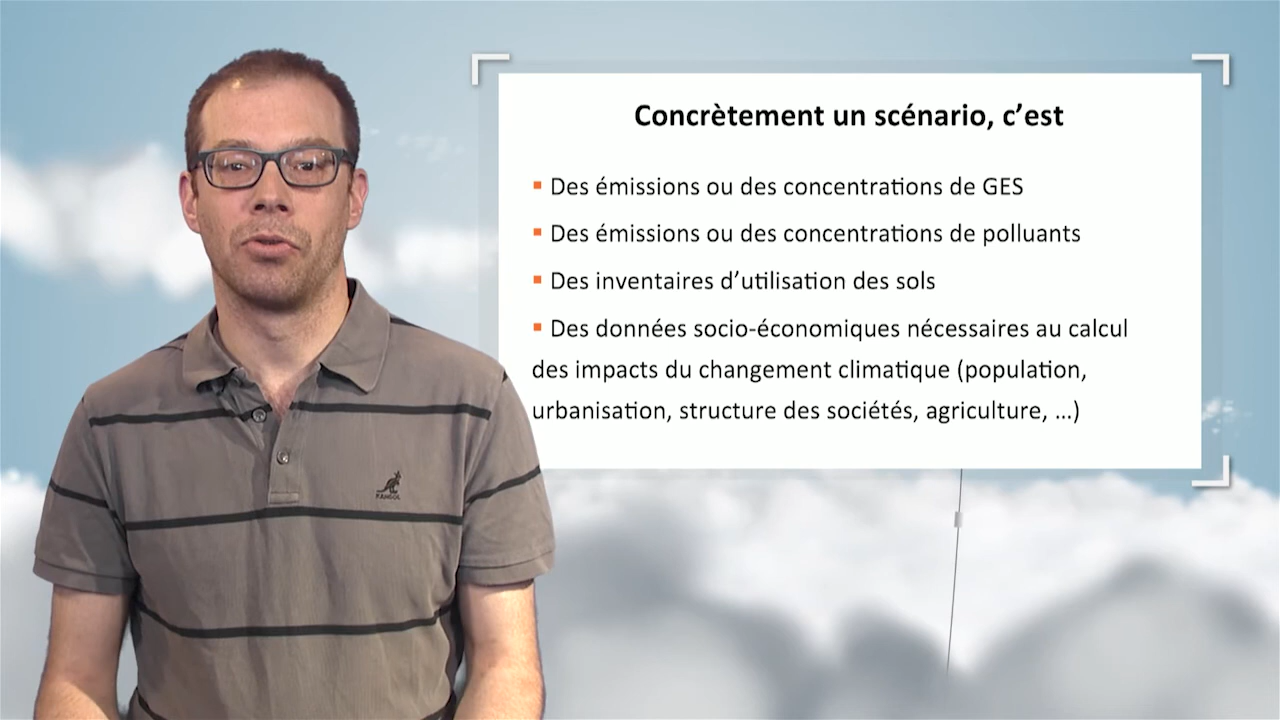 Concrètement un scénario, c’est
▪ Des émissions ou des concentrations de GES
▪ Des émissions ou des concentrations de polluants
▪ Des inventaires d’utilisation des sols
▪ Des données socio-économiques nécessaires au calcul
des impacts du changement climatique (population,
urbanisation, structure des sociétés, agriculture, ...)
KANGOL